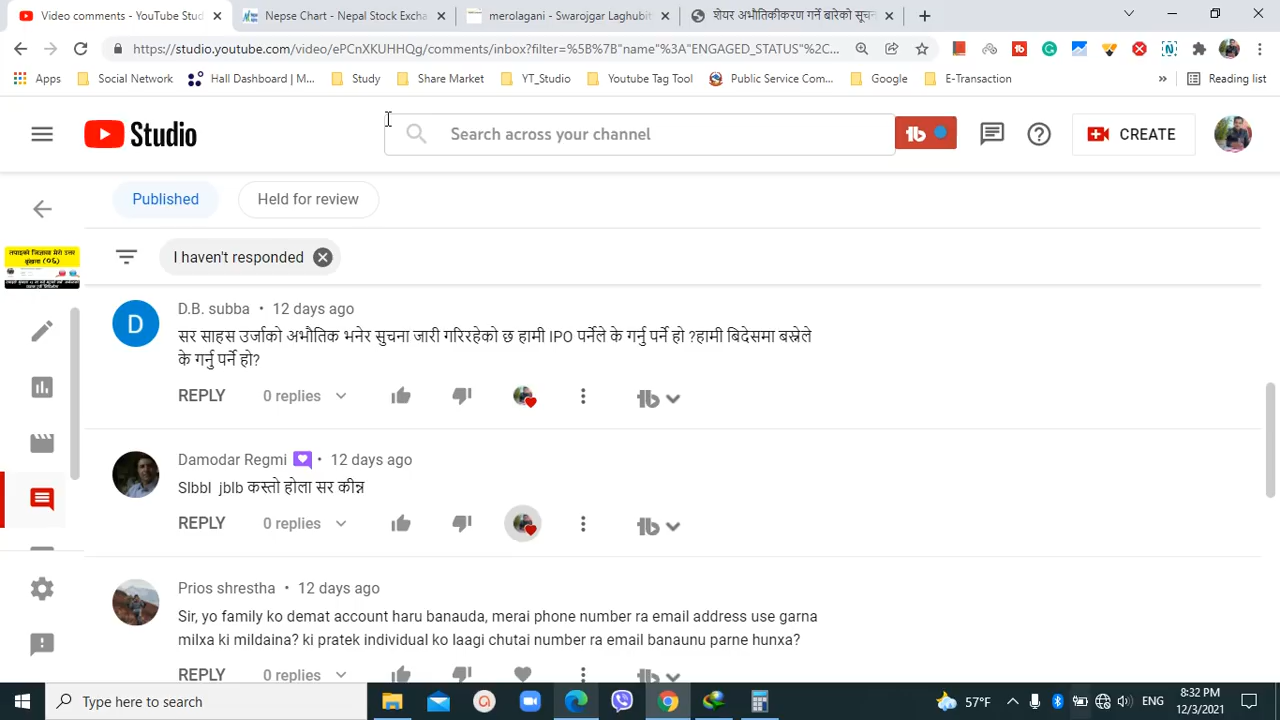 Video comments - YouTube Studi
Nepse Chart - Nepal Stock Excha
merolagani - Swarojgar Laghubit
शेयर अभौतिकीकरण गर्ने बारेको सूचन
https://studio.youtube.com/video/ePCnXKUHHQg/comments/inbox?filter=%5B%7B"name"%3A"ENGAGED_STATUS"%2C...
Apps
Social Network
Hall Dashboard | M...
Study
Share Market
YT_Studio
Youtube Tag Tool
Public Service Com...
Google
E-Transaction
»
Reading list
Studio
Search across your channel
CREATE
Published
Held for review
I haven't responded
तपाइको जिज्ञासा मेरो उत्तर
D
D.B. subba • 12 days ago
सर साहस उर्जाको अभौतिक भनेर सुचना जारी गरिरहेको छ हामी IPO पर्नेले के गर्नु पर्ने हो ?हामी बिदेसमा बस्नेले
के गर्नु पर्ने हो?
REPLY 0 replies
Damodar Regmi • 12 days ago
Slbbl jblb कस्तो होला सर कीन्न
REPLY 0 replies
Prios shrestha • 12 days ago
Sir, yo family ko demat account haru banauda, merai phone number ra email address use garna
milxa ki mildaina? ki pratek individual ko laagi chutai number ra email banaunu parne hunxa?
REPLY 0 replies
Type here to search
57°F
ENG
8:32 PM
12/3/2021